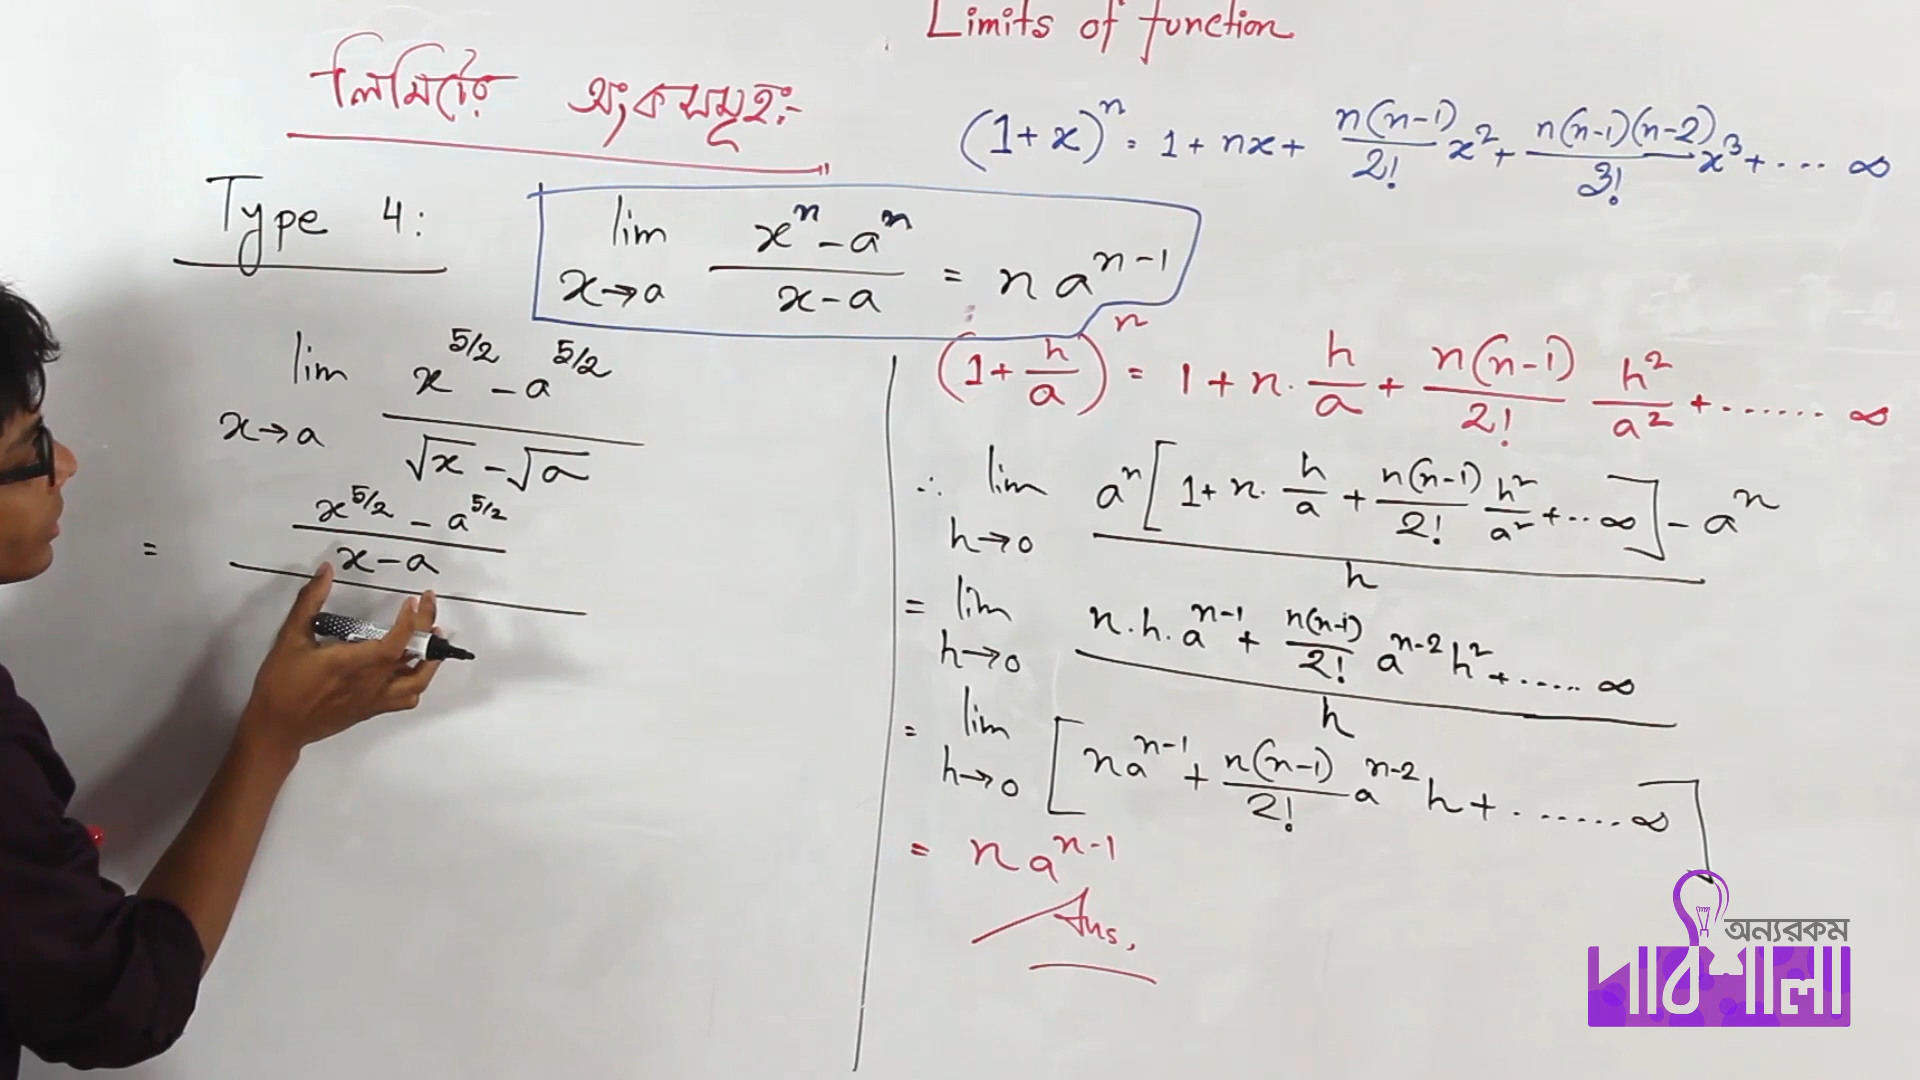 Limits of function
লিমিটের অংকসমূহঃ-
(1+x)^n = 1 + nx + n(n-1)/2! x^2 + n(n-1)(n-2)/3! x^3 + ... ∞
Type 4:
lim x→a (x^n - a^n)/(x-a) = n a^(n-1)
lim x→a (x^(5/2) - a^(5/2))/(√x - √a)
= (x^(5/2) - a^(5/2))/(x-a)
(1 + h/a)^n = 1 + n. h/a + n(n-1)/2! h^2/a^2 + ....... ∞
∴ lim h→0 (a^n [1 + n. h/a + n(n-1)/2! h^2/a^2 + ... ∞] - a^n)/h
= lim h→0 (n.h.a^(n-1) + n(n-1)/2! a^(n-2) h^2 + ..... ∞)/h
= lim h→0 [n a^(n-1) + n(n-1)/2! a^(n-2) h + ....... ∞]
= n a^(n-1)
Ans.
অন্যরকম
পাঠশালা